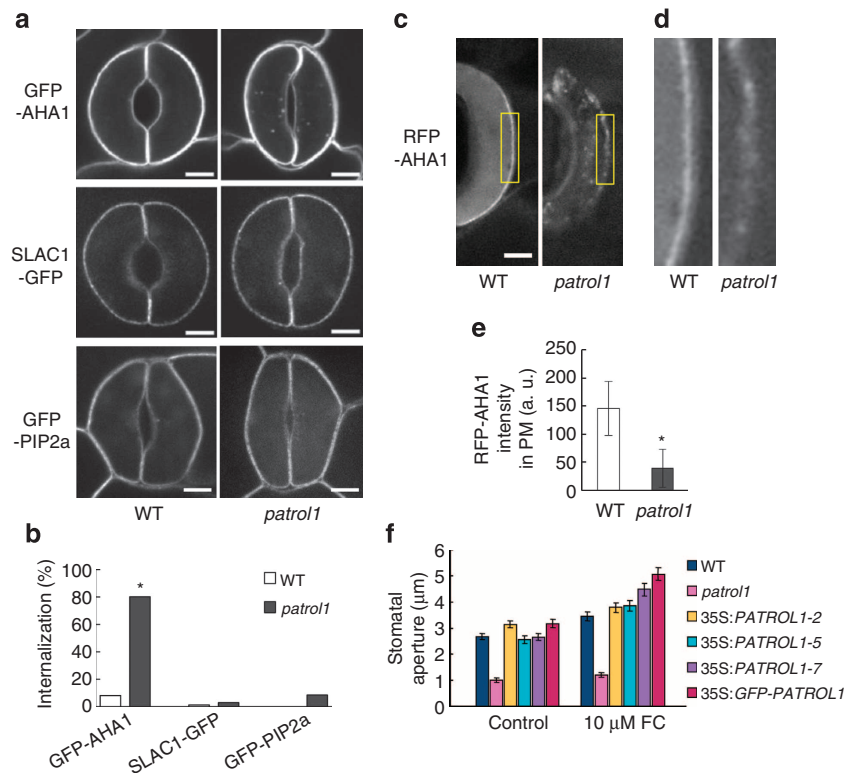 a
GFP
-AHA1
SLAC1
-GFP
GFP
-PIP2a
WT
patrol1
b
Internalization (%)
100
80
60
40
20
0
*
WT
patrol1
GFP-AHA1
SLAC1-GFP
GFP-PIP2a
c
RFP
-AHA1
WT
patrol1
d
WT
patrol1
e
RFP-AHA1
intensity
in PM (a. u.)
250
200
150
100
50
0
*
WT
patrol1
f
Stomatal
aperture (μm)
6
5
4
3
2
1
0
Control
10 μM FC
WT
patrol1
35S:PATROL1-2
35S:PATROL1-5
35S:PATROL1-7
35S:GFP-PATROL1